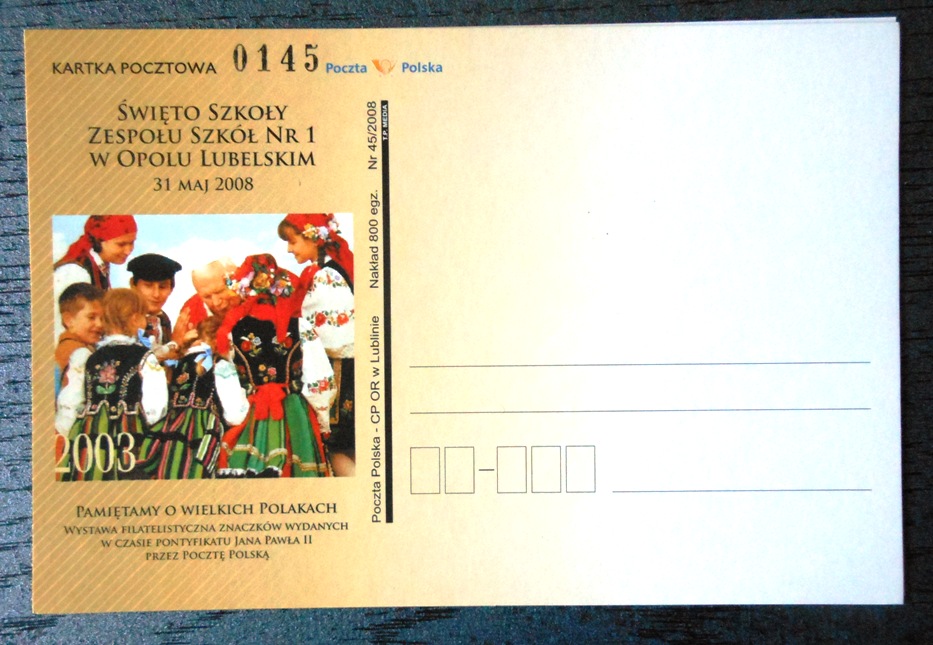 KARTKA POCZTOWA 0145 Poczta Polska
ŚWIĘTO SZKOŁY
ZESPOŁU SZKÓŁ NR 1
W OPOLU LUBELSKIM
31 MAJ 2008
2003
PAMIĘTAMY O WIELKICH POLAKACH
WYSTAWA FILATELISTYCZNA ZNACZKÓW WYDANYCH
W CZASIE PONTYFIKATU JANA PAWŁA II
PRZEZ POCZTĘ POLSKĄ
Poczta Polska - CP OR w Lublinie Nakład 800 egz. Nr 45/2008
T.P. MEDIA